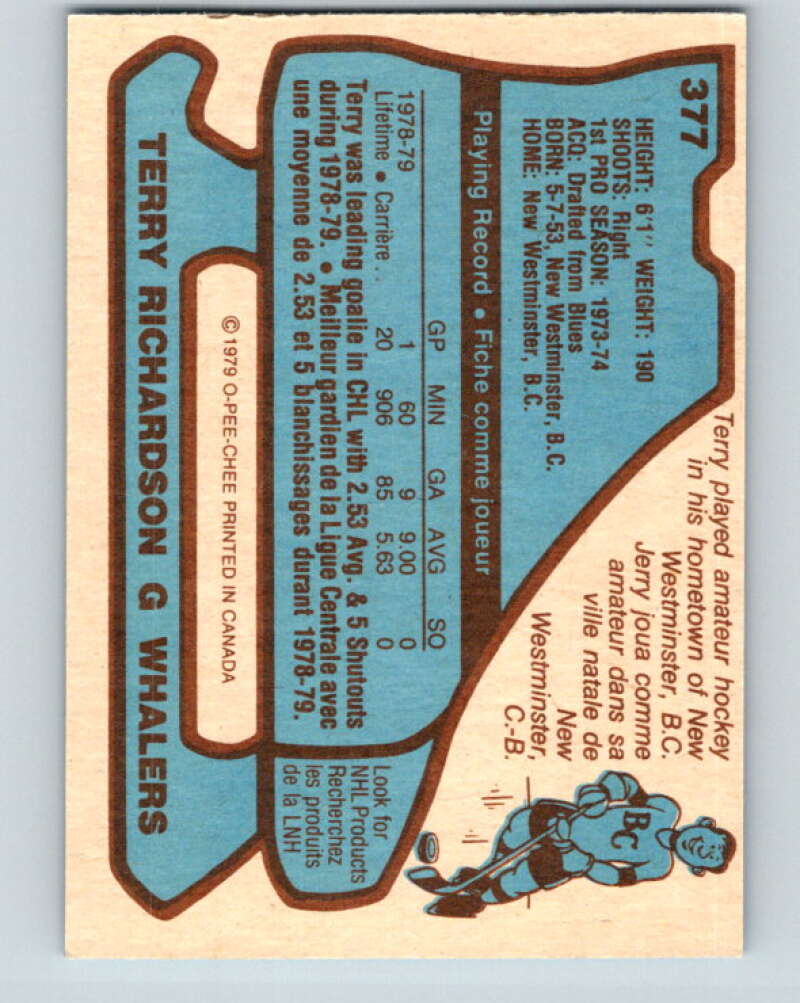 377
HEIGHT: 6'1" WEIGHT: 190
SHOOTS: Right
1st PRO SEASON: 1973-74
ACQ: Drafted from Blues
BORN: 5-7-53, New Westminster, B.C.
HOME: New Westminster, B.C.
Terry played amateur hockey
in his hometown of New
Westminster, B.C.
Jerry joua comme
amateur dans sa
ville natale de
New
Westminster,
C.-B.
BC
Playing Record • Fiche comme joueur
GP MIN GA AVG SO
1978-79 1 60 9 9.00 0
Lifetime • Carrière .. 20 906 85 5.63 0
Terry was leading goalie in CHL with 2.53 Avg. & 5 Shutouts
during 1978-79. • Meilleur gardien de la Ligue Centrale avec
une moyenne de 2.53 et 5 blanchissages durant 1978-79.
Look for
NHL Products
Recherchez
les produits
de la LNH
© 1979 O-PEE-CHEE PRINTED IN CANADA
TERRY RICHARDSON G WHALERS